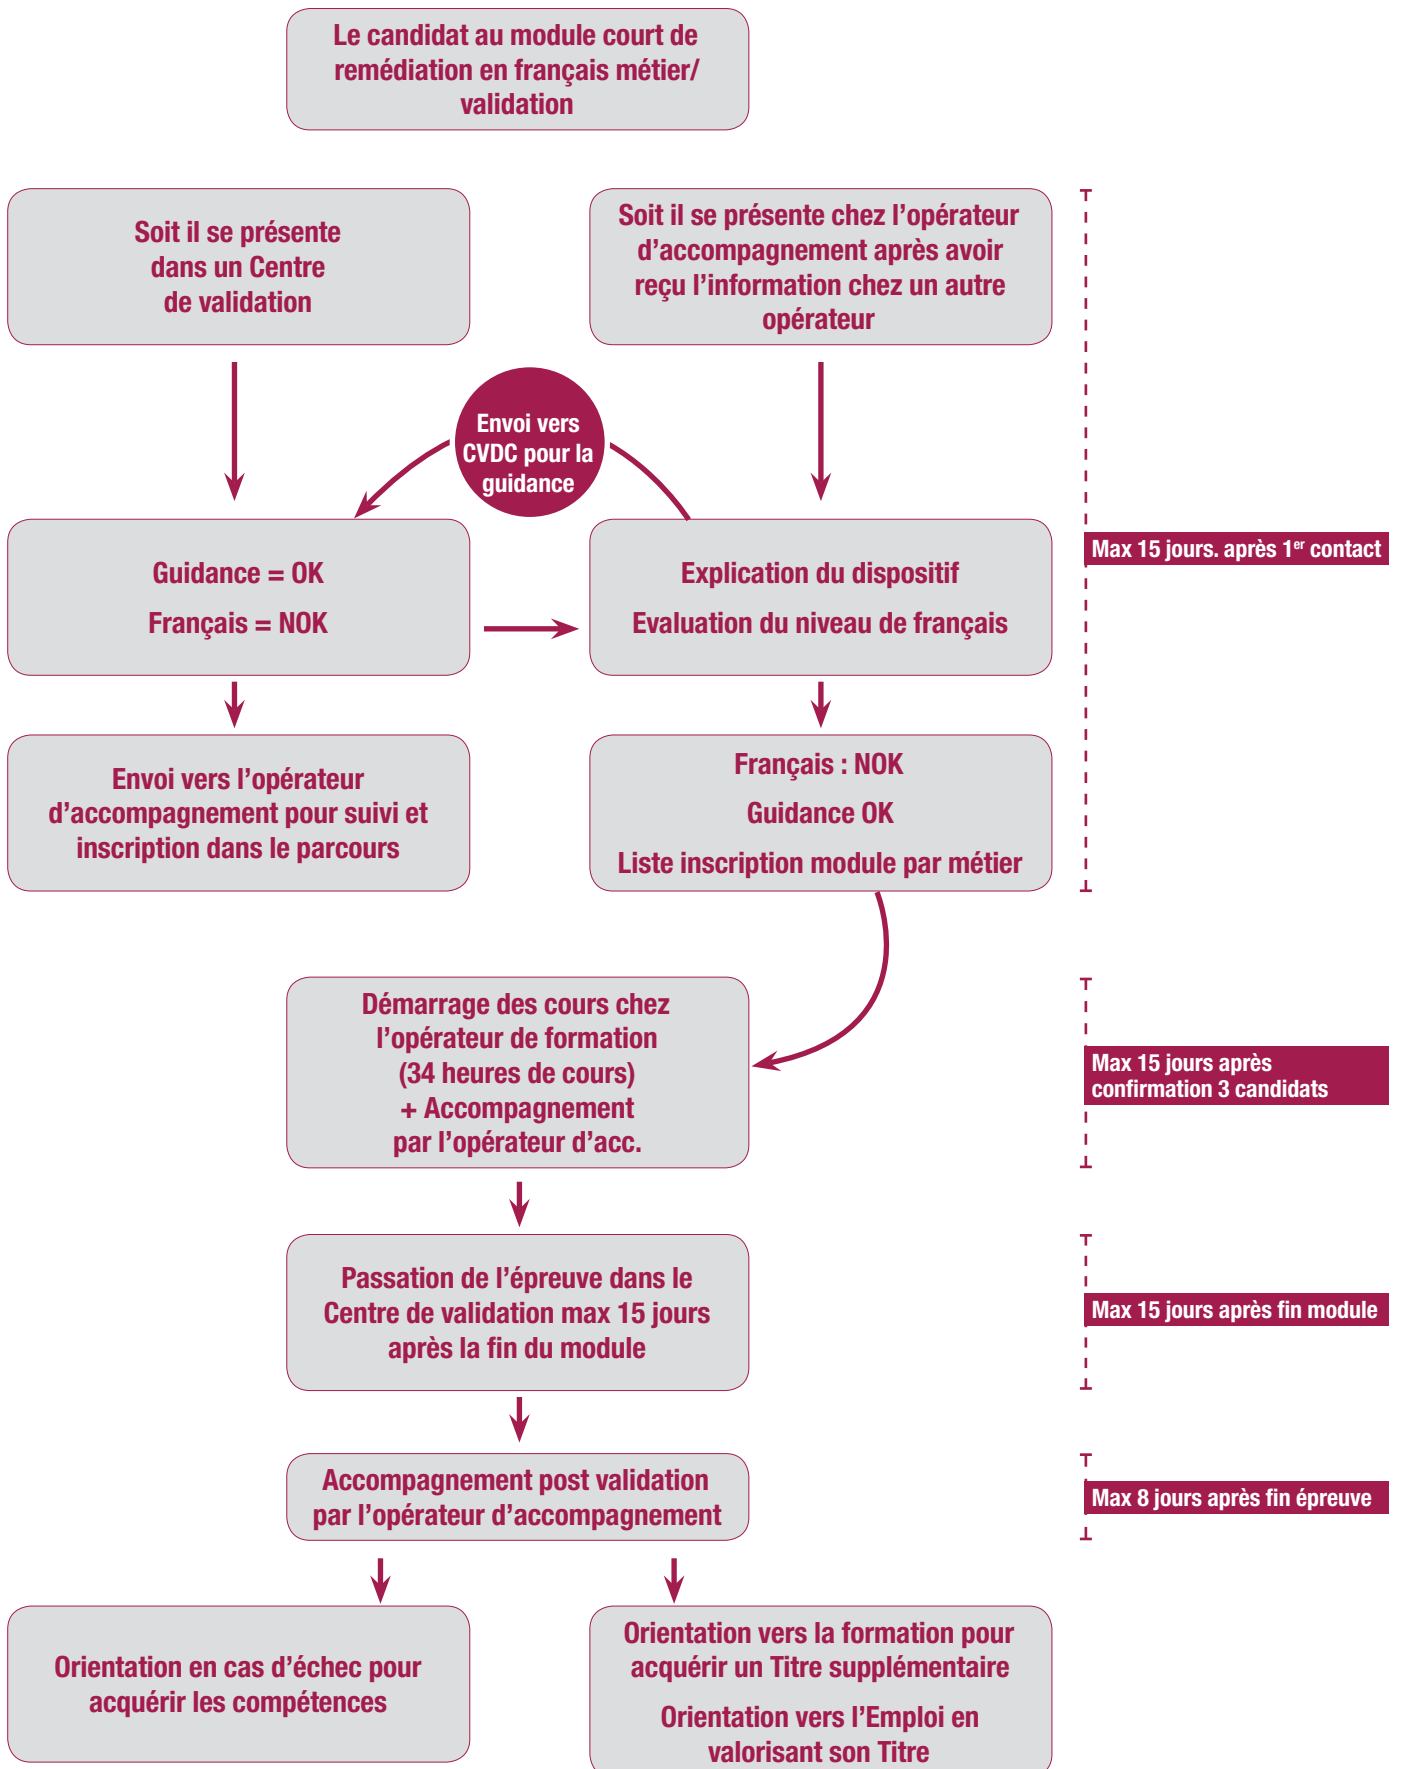 Le candidat au module court de
remédiation en français métier/
validation
Soit il se présente
dans un Centre
de validation
Soit il se présente chez l’opérateur
d’accompagnement après avoir
reçu l’information chez un autre
opérateur
Envoi vers
CVDC pour la
guidance
Guidance = OK
Français = NOK
Explication du dispositif
Evaluation du niveau de français
Max 15 jours. après 1er contact
Envoi vers l’opérateur
d’accompagnement pour suivi et
inscription dans le parcours
Français : NOK
Guidance OK
Liste inscription module par métier
Démarrage des cours chez
l’opérateur de formation
(34 heures de cours)
+ Accompagnement
par l’opérateur d’acc.
Max 15 jours après
confirmation 3 candidats
Passation de l’épreuve dans le
Centre de validation max 15 jours
après la fin du module
Max 15 jours après fin module
Accompagnement post validation
par l’opérateur d’accompagnement
Max 8 jours après fin épreuve
Orientation en cas d’échec pour
acquérir les compétences
Orientation vers la formation pour
acquérir un Titre supplémentaire
Orientation vers l’Emploi en
valorisant son Titre